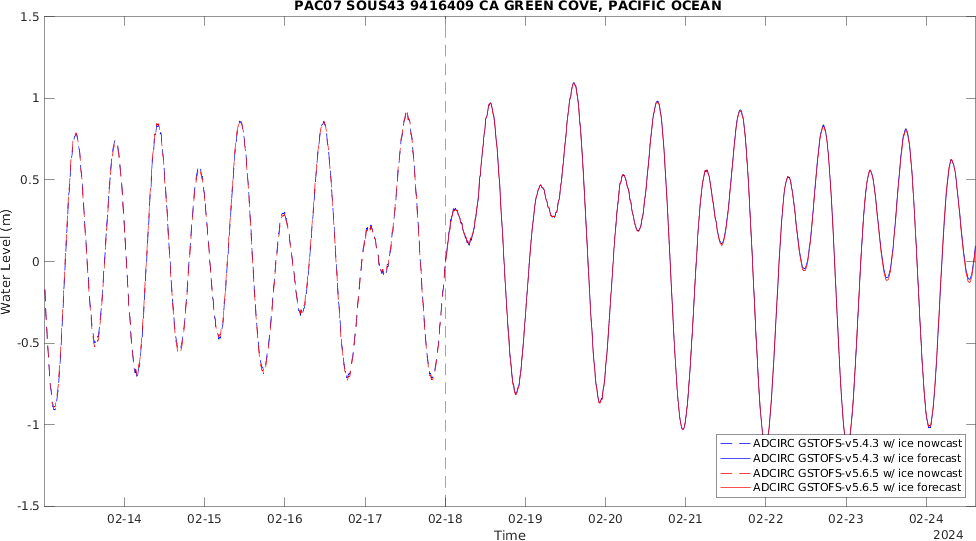 PAC07 SOUS43 9416409 CA GREEN COVE, PACIFIC OCEAN
1.5
1
0.5
0
-0.5
-1
-1.5
Water Level (m)
ADCIRC GSTOFS-v5.4.3 w/ ice nowcast
ADCIRC GSTOFS-v5.4.3 w/ ice forecast
ADCIRC GSTOFS-v5.6.5 w/ ice nowcast
ADCIRC GSTOFS-v5.6.5 w/ ice forecast
02-14 02-15 02-16 02-17 02-18 02-19 02-20 02-21 02-22 02-23 02-24
Time
2024